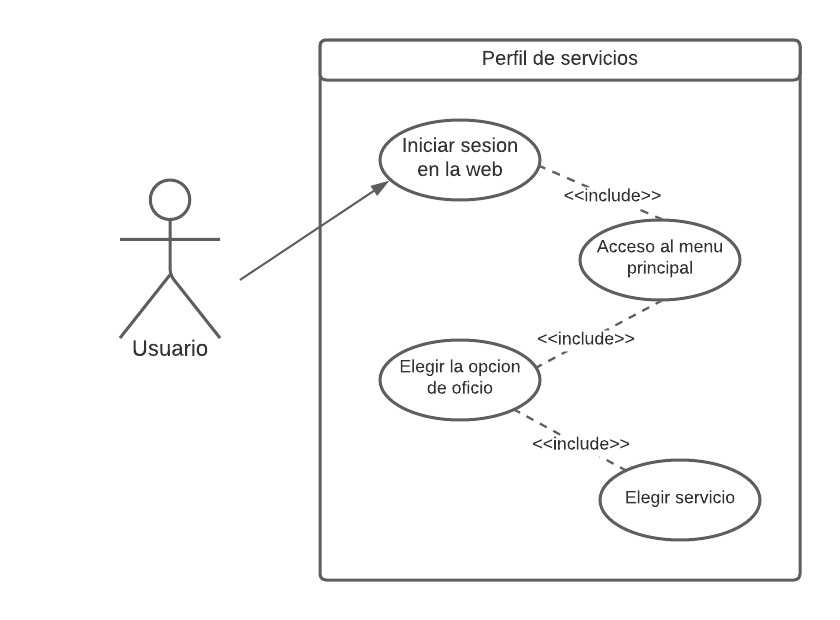 Perfil de servicios
Iniciar sesion
en la web
<<include>>
Acceso al menu
principal
Usuario
<<include>>
Elegir la opcion
de oficio
<<include>>
Elegir servicio